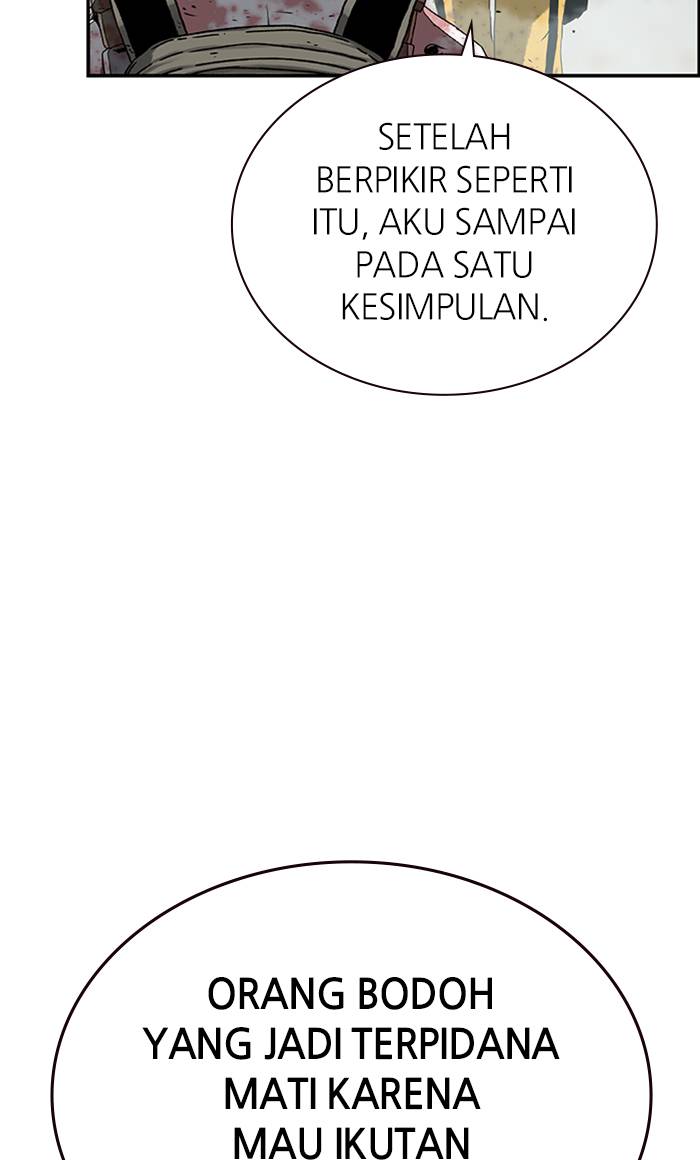 SETELAH
BERPIKIR SEPERTI
ITU, AKU SAMPAI
PADA SATU
KESIMPULAN.
ORANG BODOH
YANG JADI TERPIDANA
MATI KARENA
MAU IKUTAN